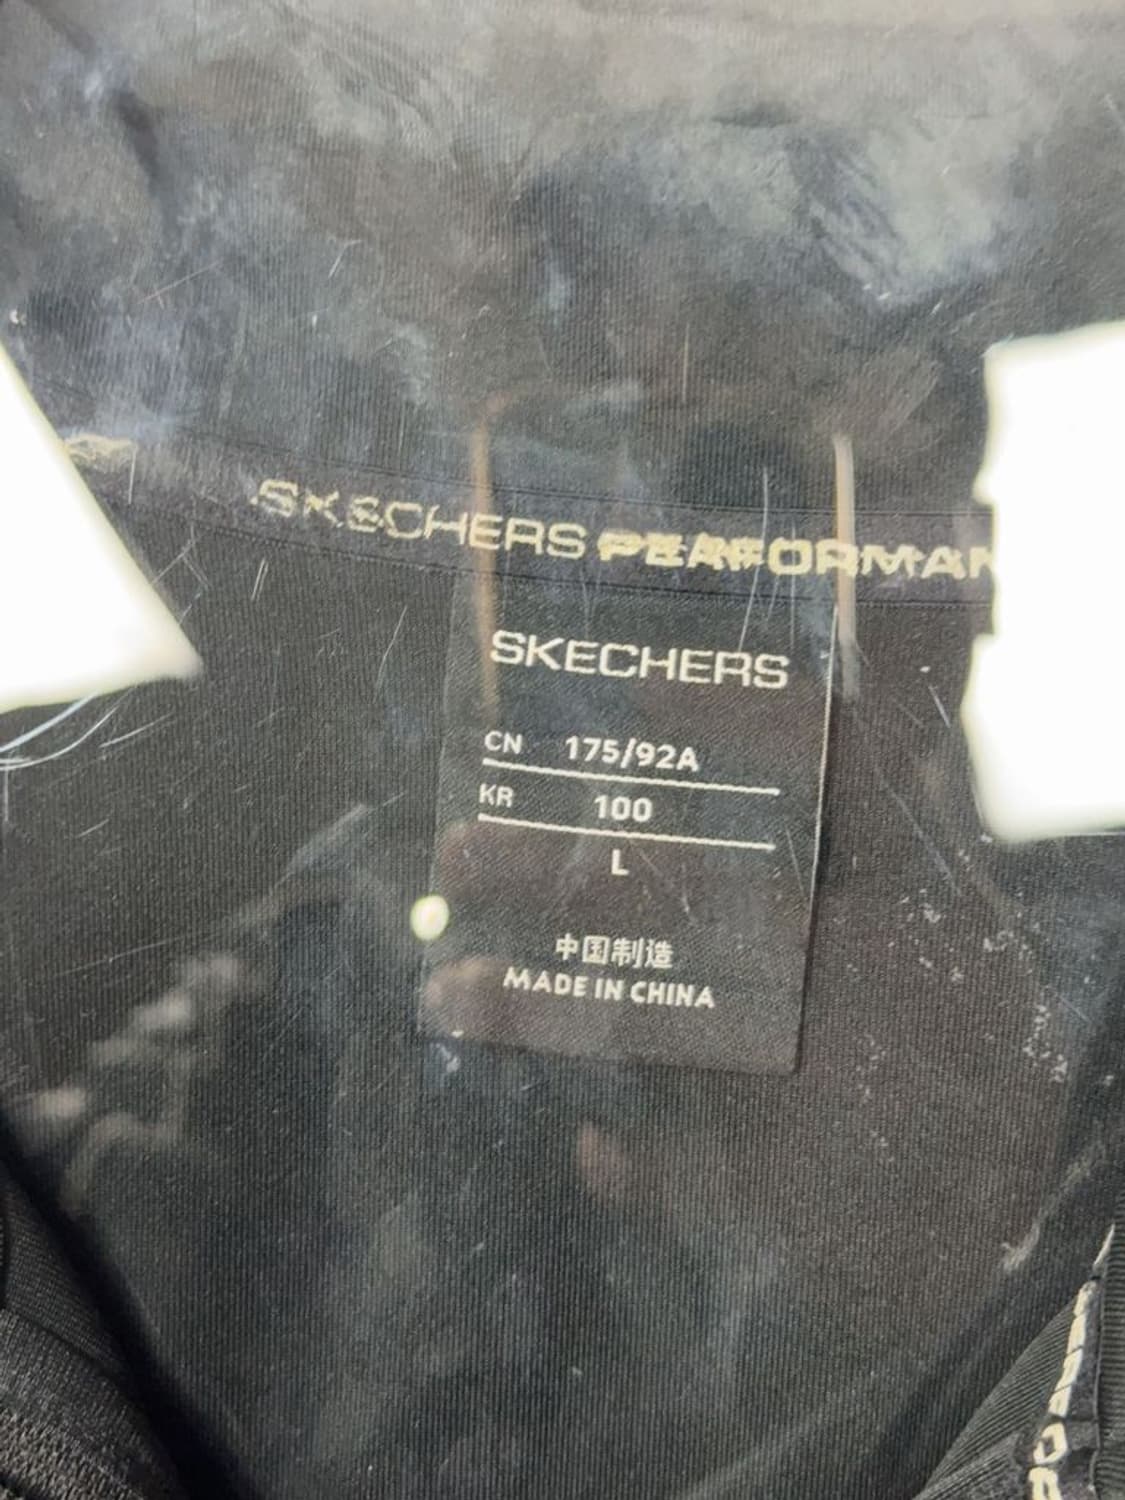 SKECHERS PERFORMAN
SKECHERS
CN 175/92A
KR 100
L
中国制造
MADE IN CHINA